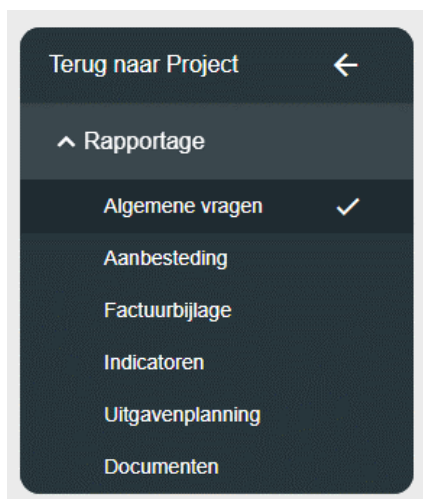 Terug naar Project
Rapportage
Algemene vragen
Aanbesteding
Factuurbijlage
Indicatoren
Uitgavenplanning
Documenten